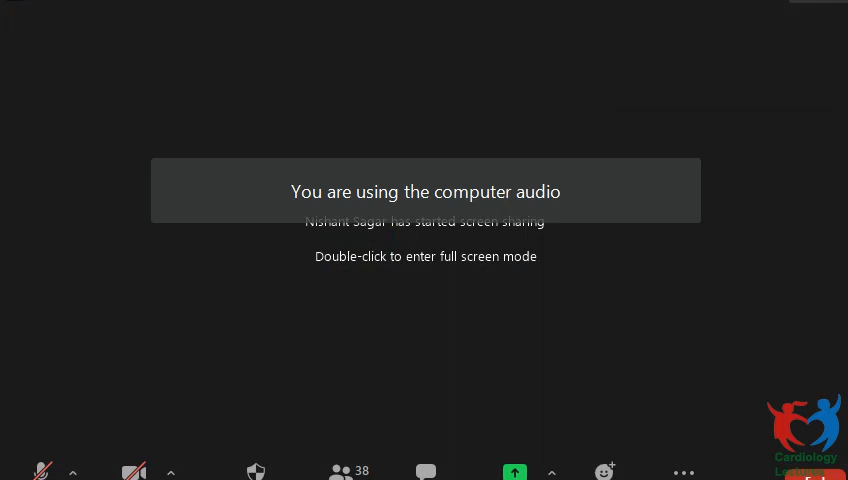 You are using the computer audio
Nishant Sagar has started screen sharing
Double-click to enter full screen mode
38
Cardiology
Lectures